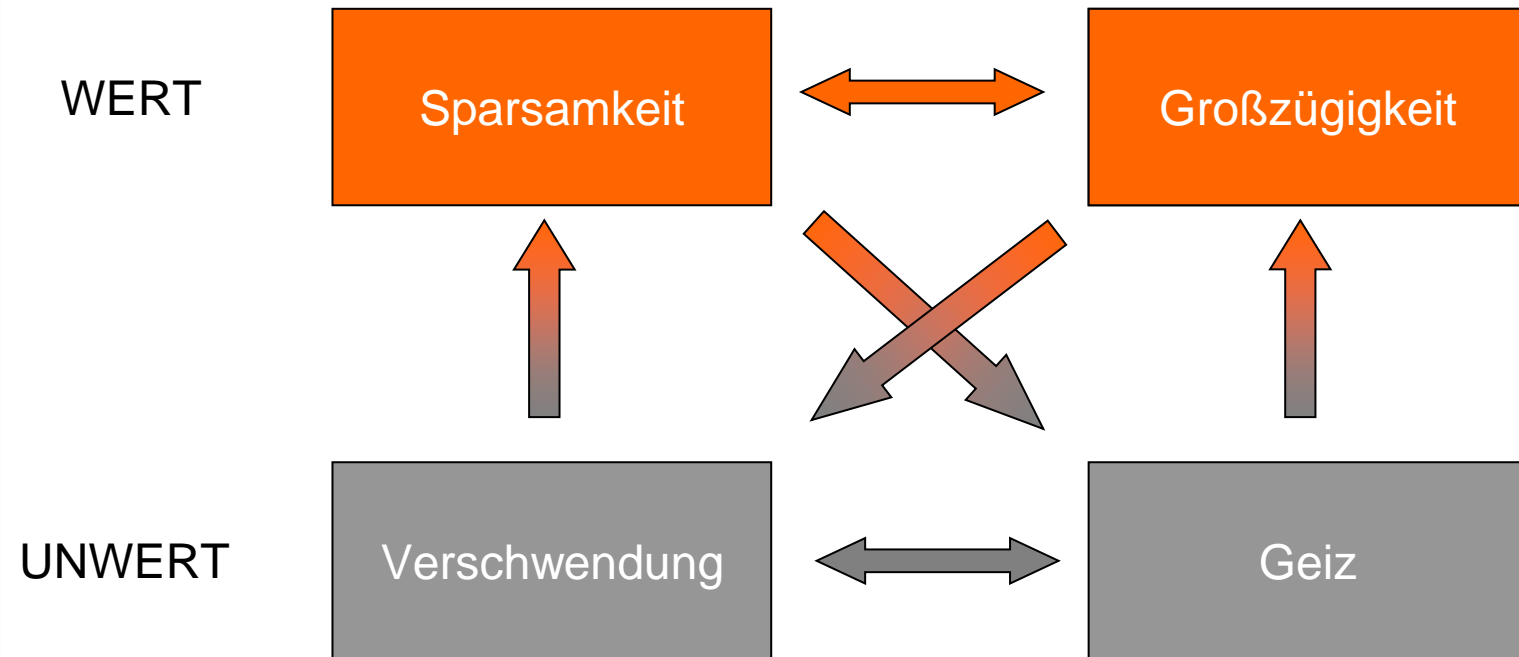 WERT
Sparsamkeit
Großzügigkeit
UNWERT
Verschwendung
Geiz